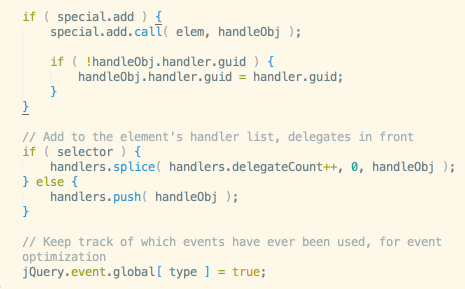 if ( special.add ) {
    special.add.call( elem, handleObj );

    if ( !handleObj.handler.guid ) {
        handleObj.handler.guid = handler.guid;
    }
}

// Add to the element's handler list, delegates in front
if ( selector ) {
    handlers.splice( handlers.delegateCount++, 0, handleObj );
} else {
    handlers.push( handleObj );
}

// Keep track of which events have ever been used, for event
optimization
jQuery.event.global[ type ] = true;